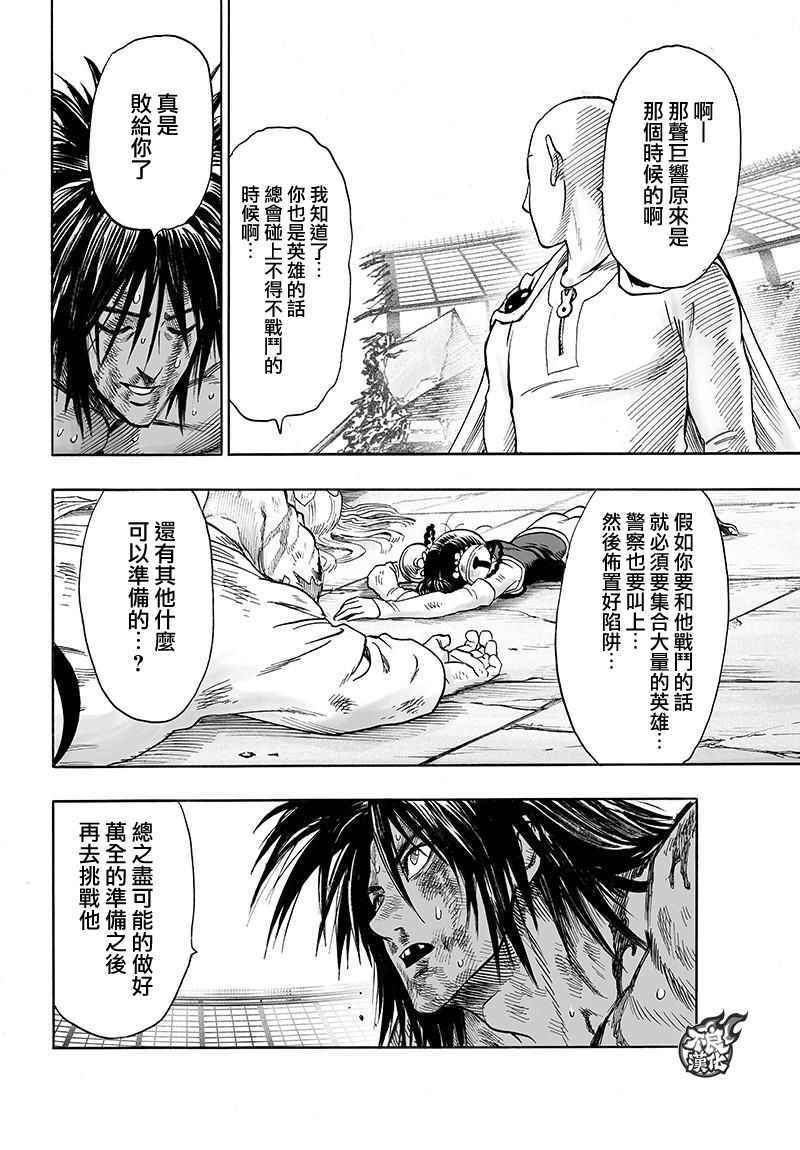 啊—
那聲巨響原來是
那個時候的啊
我知道了…
你也是英雄的話
總會碰上不得不戰鬥的
時候啊…
真是
敗給你了
假如你要和他戰鬥的話
就必須要集合大量的英雄…
警察也要叫上…
然後佈置好陷阱…
還有其他什麼
可以準備的…?
總之盡可能的做好
萬全的準備之後
再去挑戰他
不良
漢化